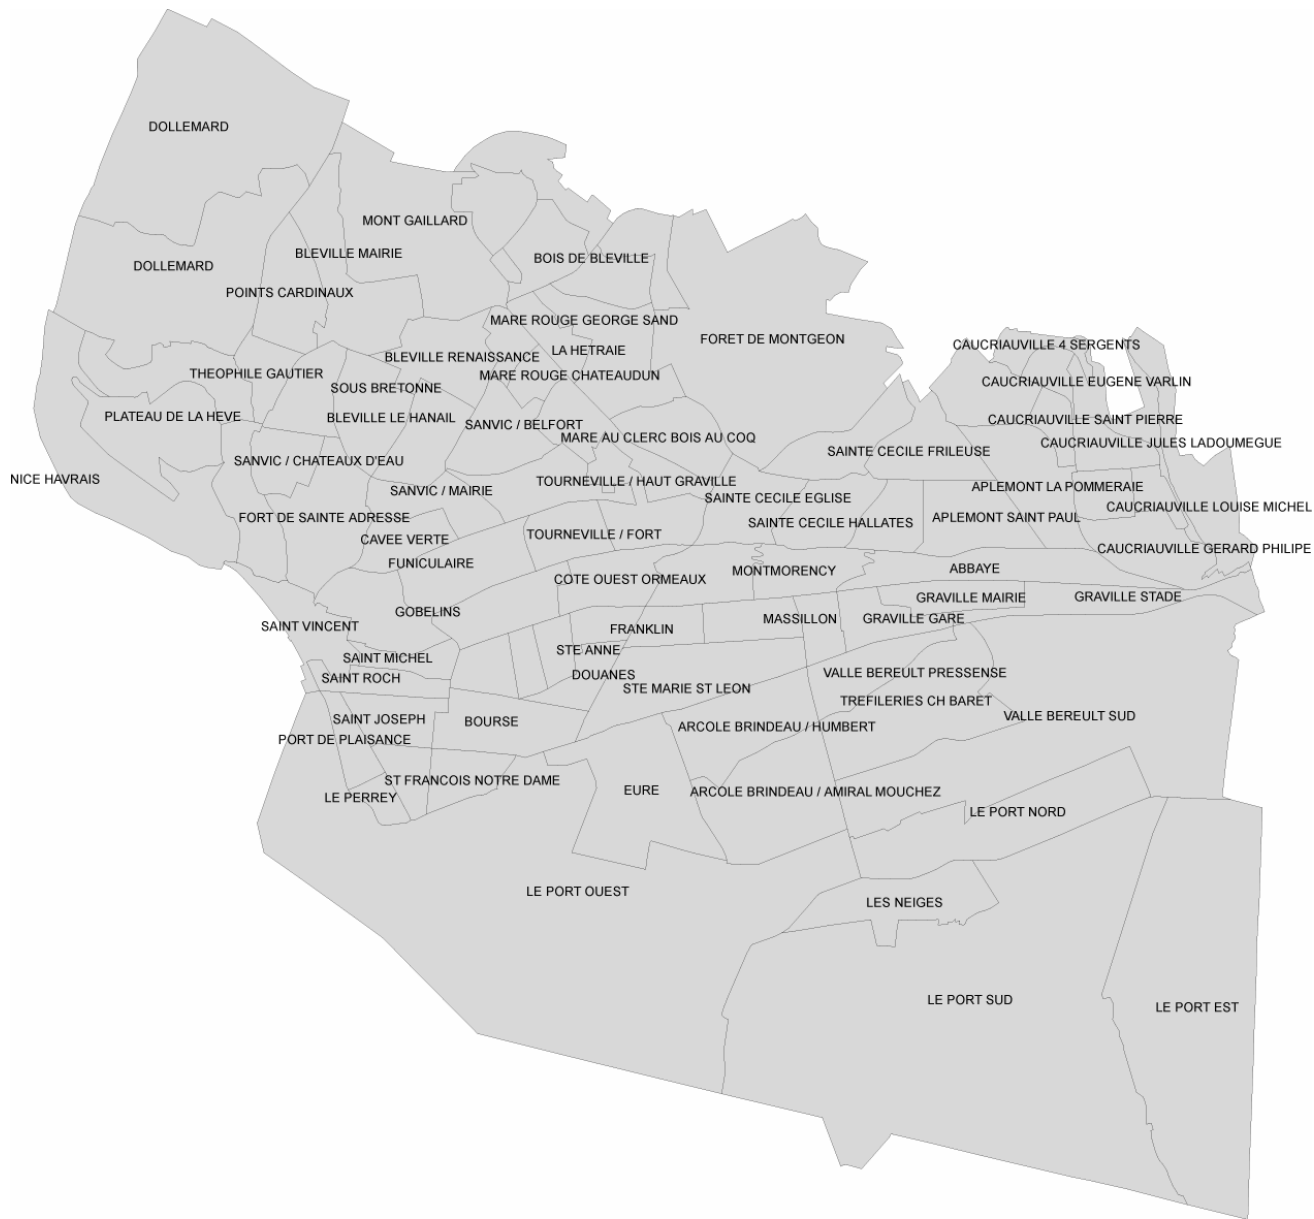 DOLLEMARD
MONT GAILLARD
BLEVILLE MAIRIE
BOIS DE BLEVILLE
DOLLEMARD
POINTS CARDINAUX
MARE ROUGE GEORGE SAND
FORET DE MONTGEON
CAUCRIAUVILLE 4 SERGENTS
LA HETRAIE
BLEVILLE RENAISSANCE
THEOPHILE GAUTIER
MARE ROUGE CHATEAUDUN
CAUCRIAUVILLE EUGENE VARLIN
SOUS BRETONNE
PLATEAU DE LA HEVE
BLEVILLE LE HANAIL
CAUCRIAUVILLE SAINT PIERRE
SANVIC / BELFORT
MARE AU CLERC BOIS AU COQ
CAUCRIAUVILLE JULES LADOUMEGUE
SAINTE CECILE FRILEUSE
SANVIC / CHATEAUX D'EAU
NICE HAVRAIS
TOURNEVILLE / HAUT GRAVILLE
APLEMONT LA POMMERAIE
SANVIC / MAIRIE
SAINTE CECILE EGLISE
CAUCRIAUVILLE LOUISE MICHEL
FORT DE SAINTE ADRESSE
APLEMONT SAINT PAUL
SAINTE CECILE HALLATES
TOURNEVILLE / FORT
CAVEE VERTE
CAUCRIAUVILLE GERARD PHILIPE
FUNICULAIRE
ABBAYE
MONTMORENCY
COTE OUEST ORMEAUX
GRAVILLE MAIRIE
GRAVILLE STADE
GOBELINS
MASSILLON
GRAVILLE GARE
SAINT VINCENT
FRANKLIN
STE ANNE
SAINT MICHEL
VALLE BEREULT PRESSENSE
DOUANES
SAINT ROCH
STE MARIE ST LEON
TREFILERIES CH BARET
VALLE BEREULT SUD
SAINT JOSEPH
BOURSE
ARCOLE BRINDEAU / HUMBERT
PORT DE PLAISANCE
ST FRANCOIS NOTRE DAME
EURE
ARCOLE BRINDEAU / AMIRAL MOUCHEZ
LE PERREY
LE PORT NORD
LE PORT OUEST
LES NEIGES
LE PORT SUD
LE PORT EST